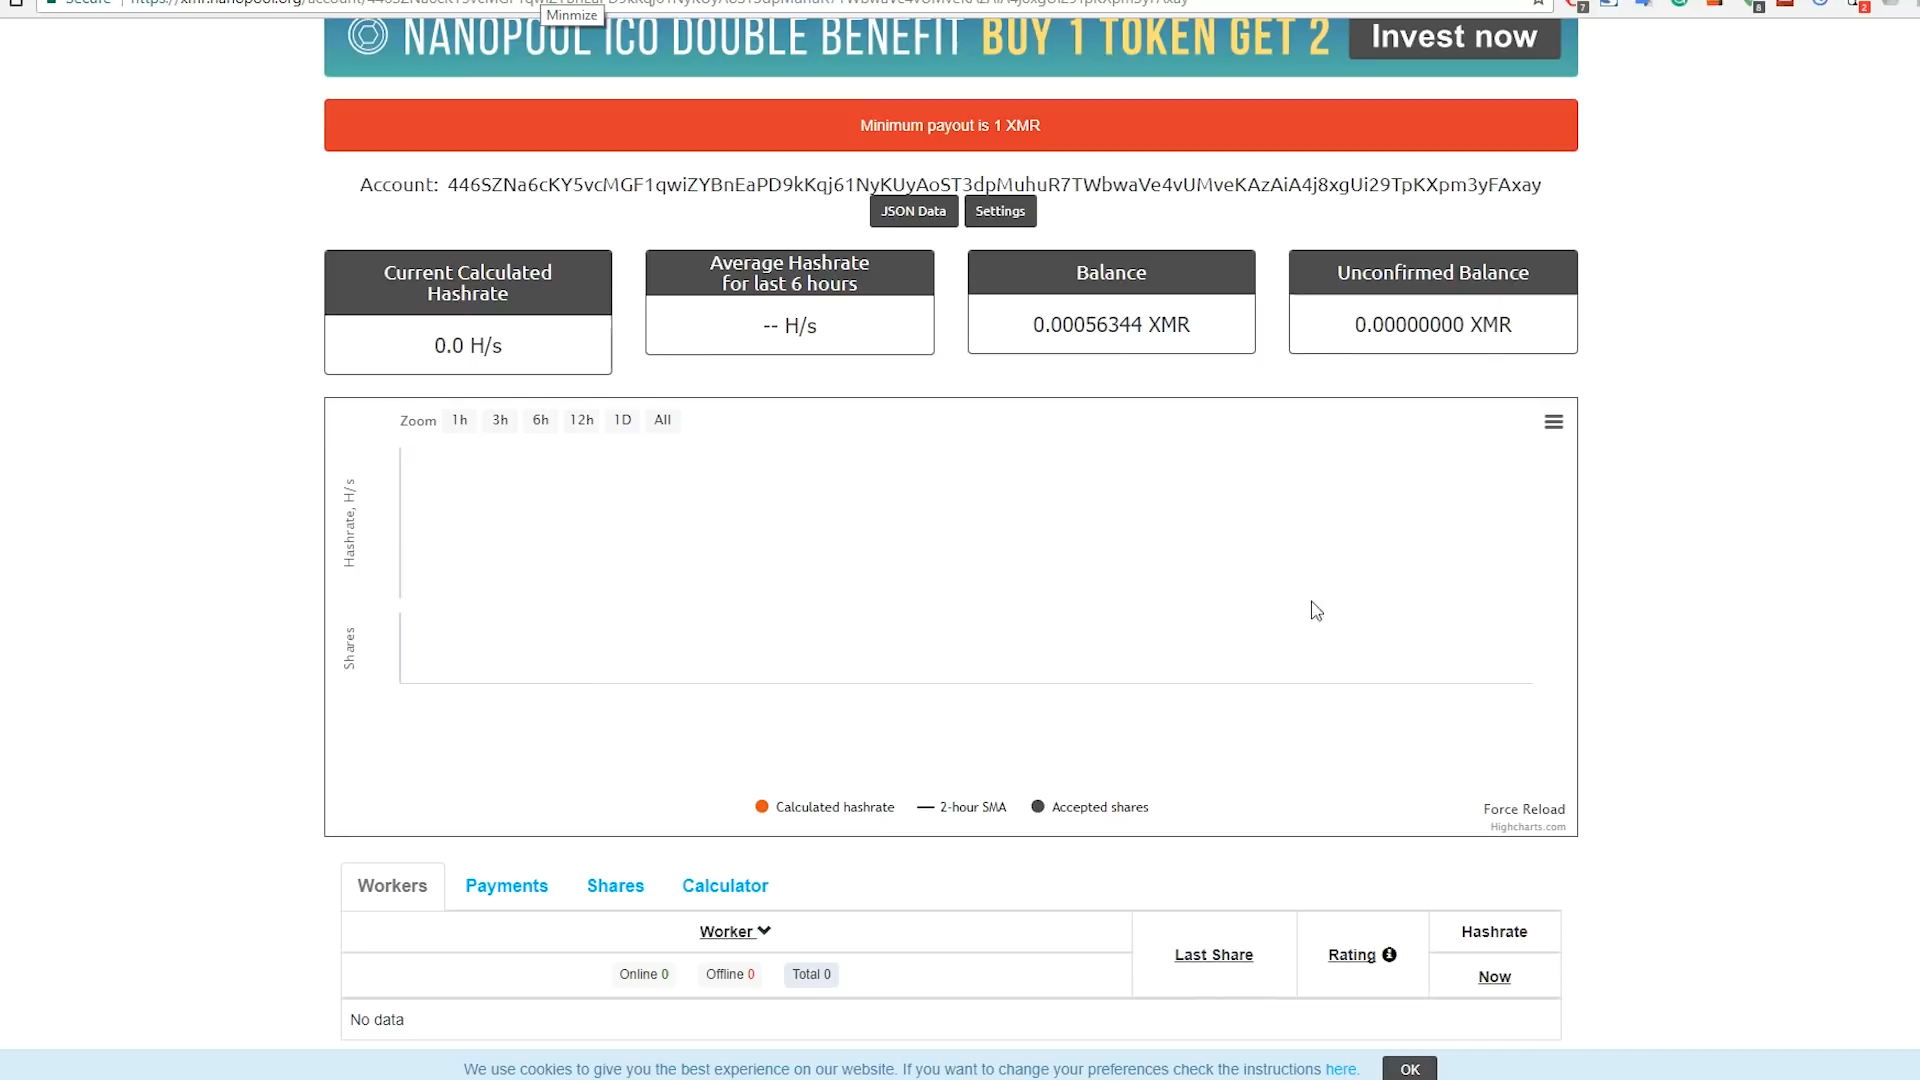 Minmize
7
8
2
NANOPOOL ICO DOUBLE BENEFIT BUY 1 TOKEN GET 2 Invest now
Minimum payout is 1 XMR
Account: 446SZNa6cKY5vcMGF1qwiZYBnEaPD9kKqj61NyKUyAoST3dpMuhuR7TWbwaVe4vUMveKAzAiA4j8xgUi29TpKXpm3yFAxay
JSON Data Settings
Current Calculated
Hashrate
0.0 H/s
Average Hashrate
for last 6 hours
-- H/s
Balance
0.00056344 XMR
Unconfirmed Balance
0.00000000 XMR
Zoom 1h 3h 6h 12h 1D All
Hashrate, H/s
Shares
Calculated hashrate 2-hour SMA Accepted shares
Force Reload
Highcharts.com
Workers Payments Shares Calculator
Worker Last Share Rating Hashrate
Online 0 Offline 0 Total 0 Now
No data
We use cookies to give you the best experience on our website. If you want to change your preferences check the instructions here. OK